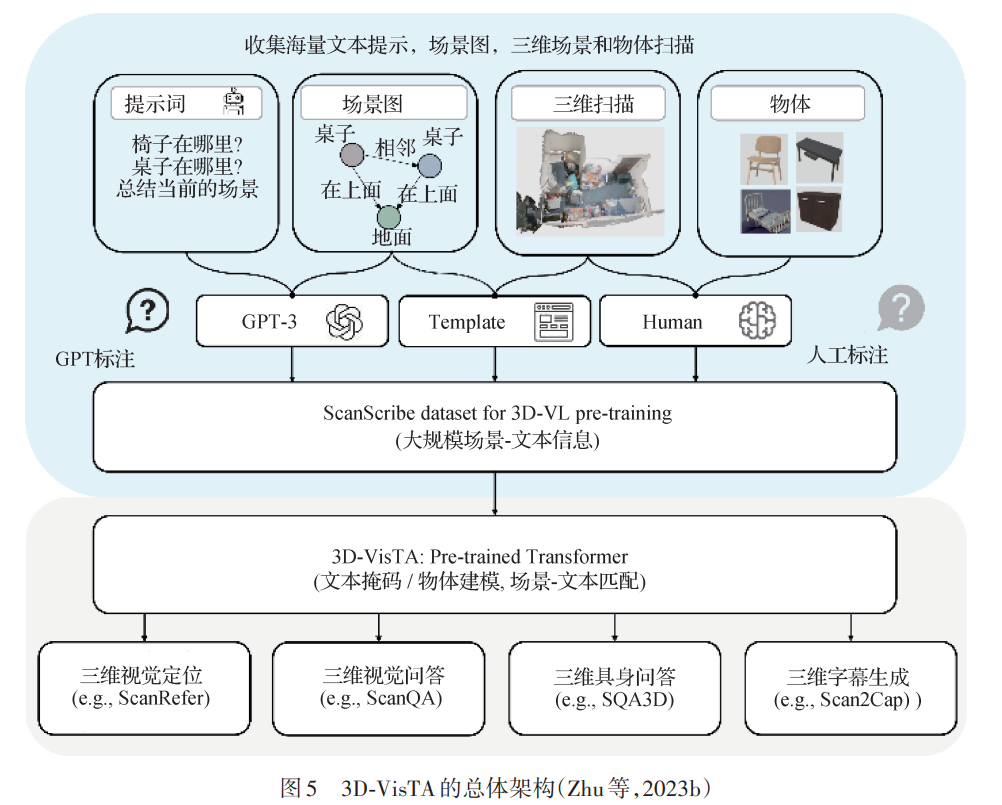 收集海量文本提示，场景图，三维场景和物体扫描
提示词
椅子在哪里?
桌子在哪里?
总结当前的场景
场景图
桌子
相邻
桌子
在上面
在上面
地面
三维扫描
物体
GPT标注
GPT-3
Template
Human
人工标注
ScanScribe dataset for 3D-VL pre-training
(大规模场景-文本信息)
3D-VisTA: Pre-trained Transformer
(文本掩码 / 物体建模, 场景-文本匹配)
三维视觉定位
(e.g., ScanRefer)
三维视觉问答
(e.g., ScanQA)
三维具身问答
(e.g., SQA3D)
三维字幕生成
(e.g., Scan2Cap) )
图5 3D-VisTA的总体架构(Zhu等,2023b)